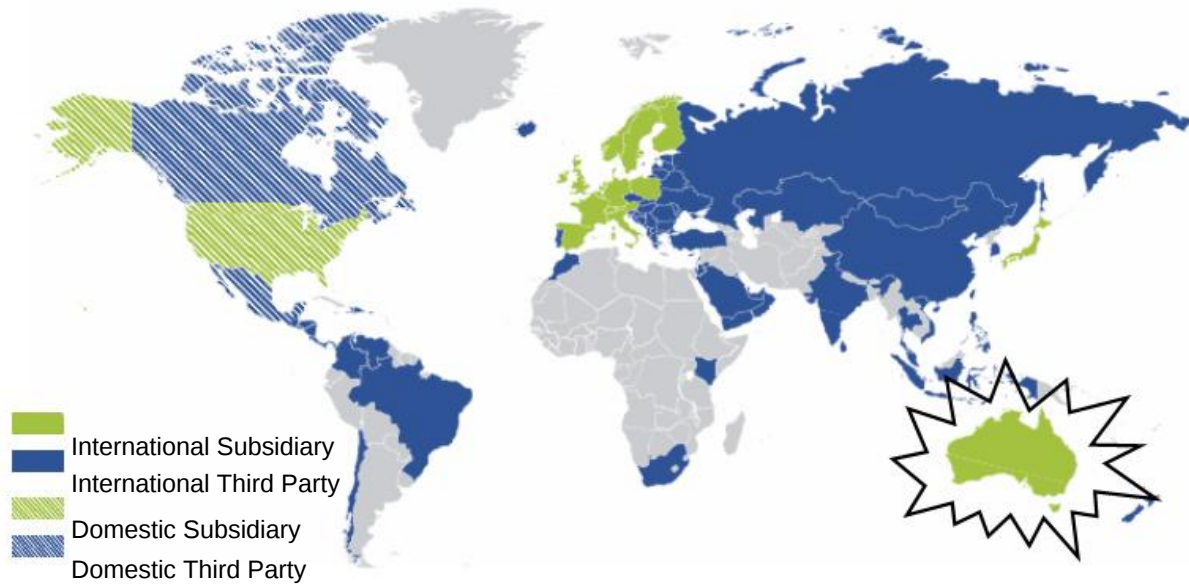 International Subsidiary
International Third Party
Domestic Subsidiary
Domestic Third Party